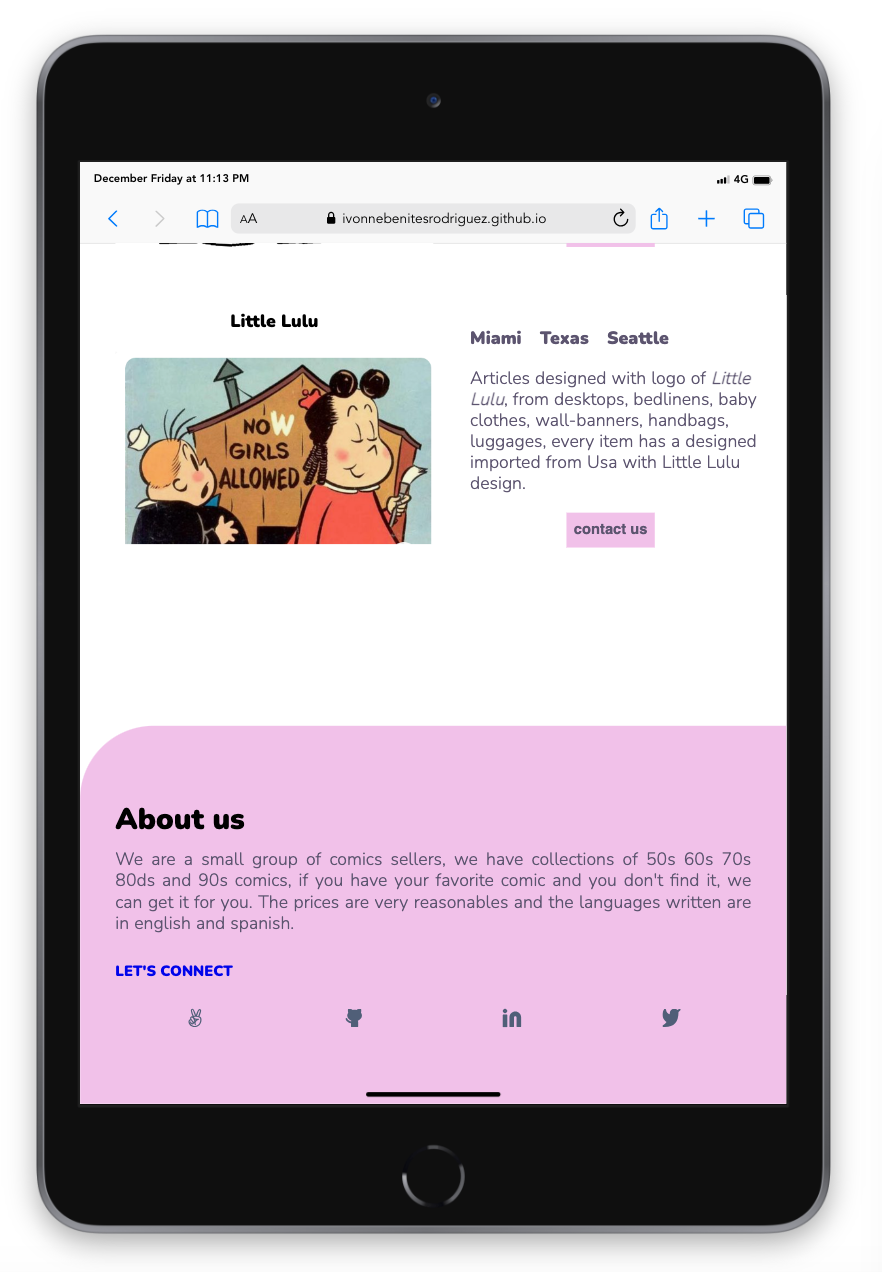 December Friday at 11:13 PM
4G
AA
ivonnebenitesrodriguez.github.io
Little Lulu
NOW
GIRLS
ALLOWED
Miami Texas Seattle
Articles designed with logo of Little
Lulu, from desktops, bedlinens, baby
clothes, wall-banners, handbags,
luggages, every item has a designed
imported from Usa with Little Lulu
design.
contact us
About us
We are a small group of comics sellers, we have collections of 50s 60s 70s
80ds and 90s comics, if you have your favorite comic and you don't find it, we
can get it for you. The prices are very reasonables and the languages written are
in english and spanish.
LET'S CONNECT
in